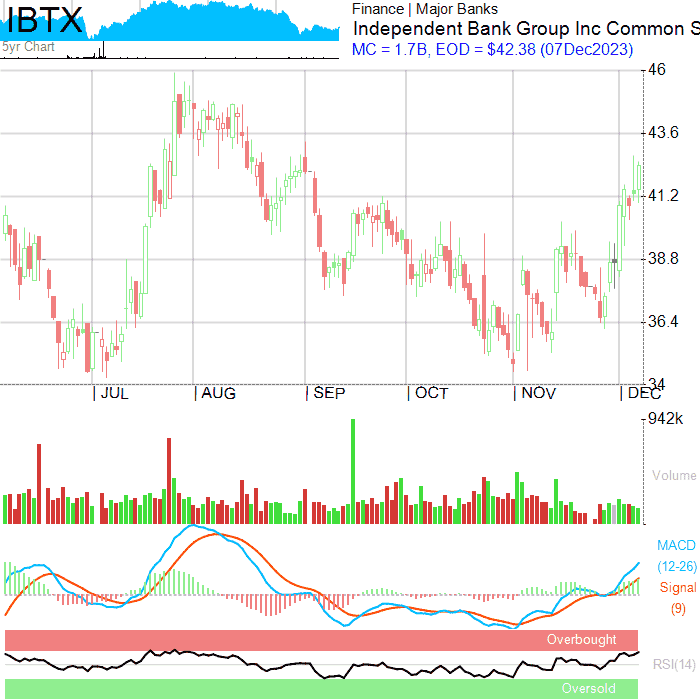 IBTX
5yr Chart
Finance | Major Banks
Independent Bank Group Inc Common S
MC = 1.7B, EOD = $42.38 (07Dec2023)
46
43.6
41.2
38.8
36.4
34
JUL
AUG
SEP
OCT
NOV
DEC
942k
Volume
MACD
(12-26)
Signal
(9)
Overbought
RSI(14)
Oversold